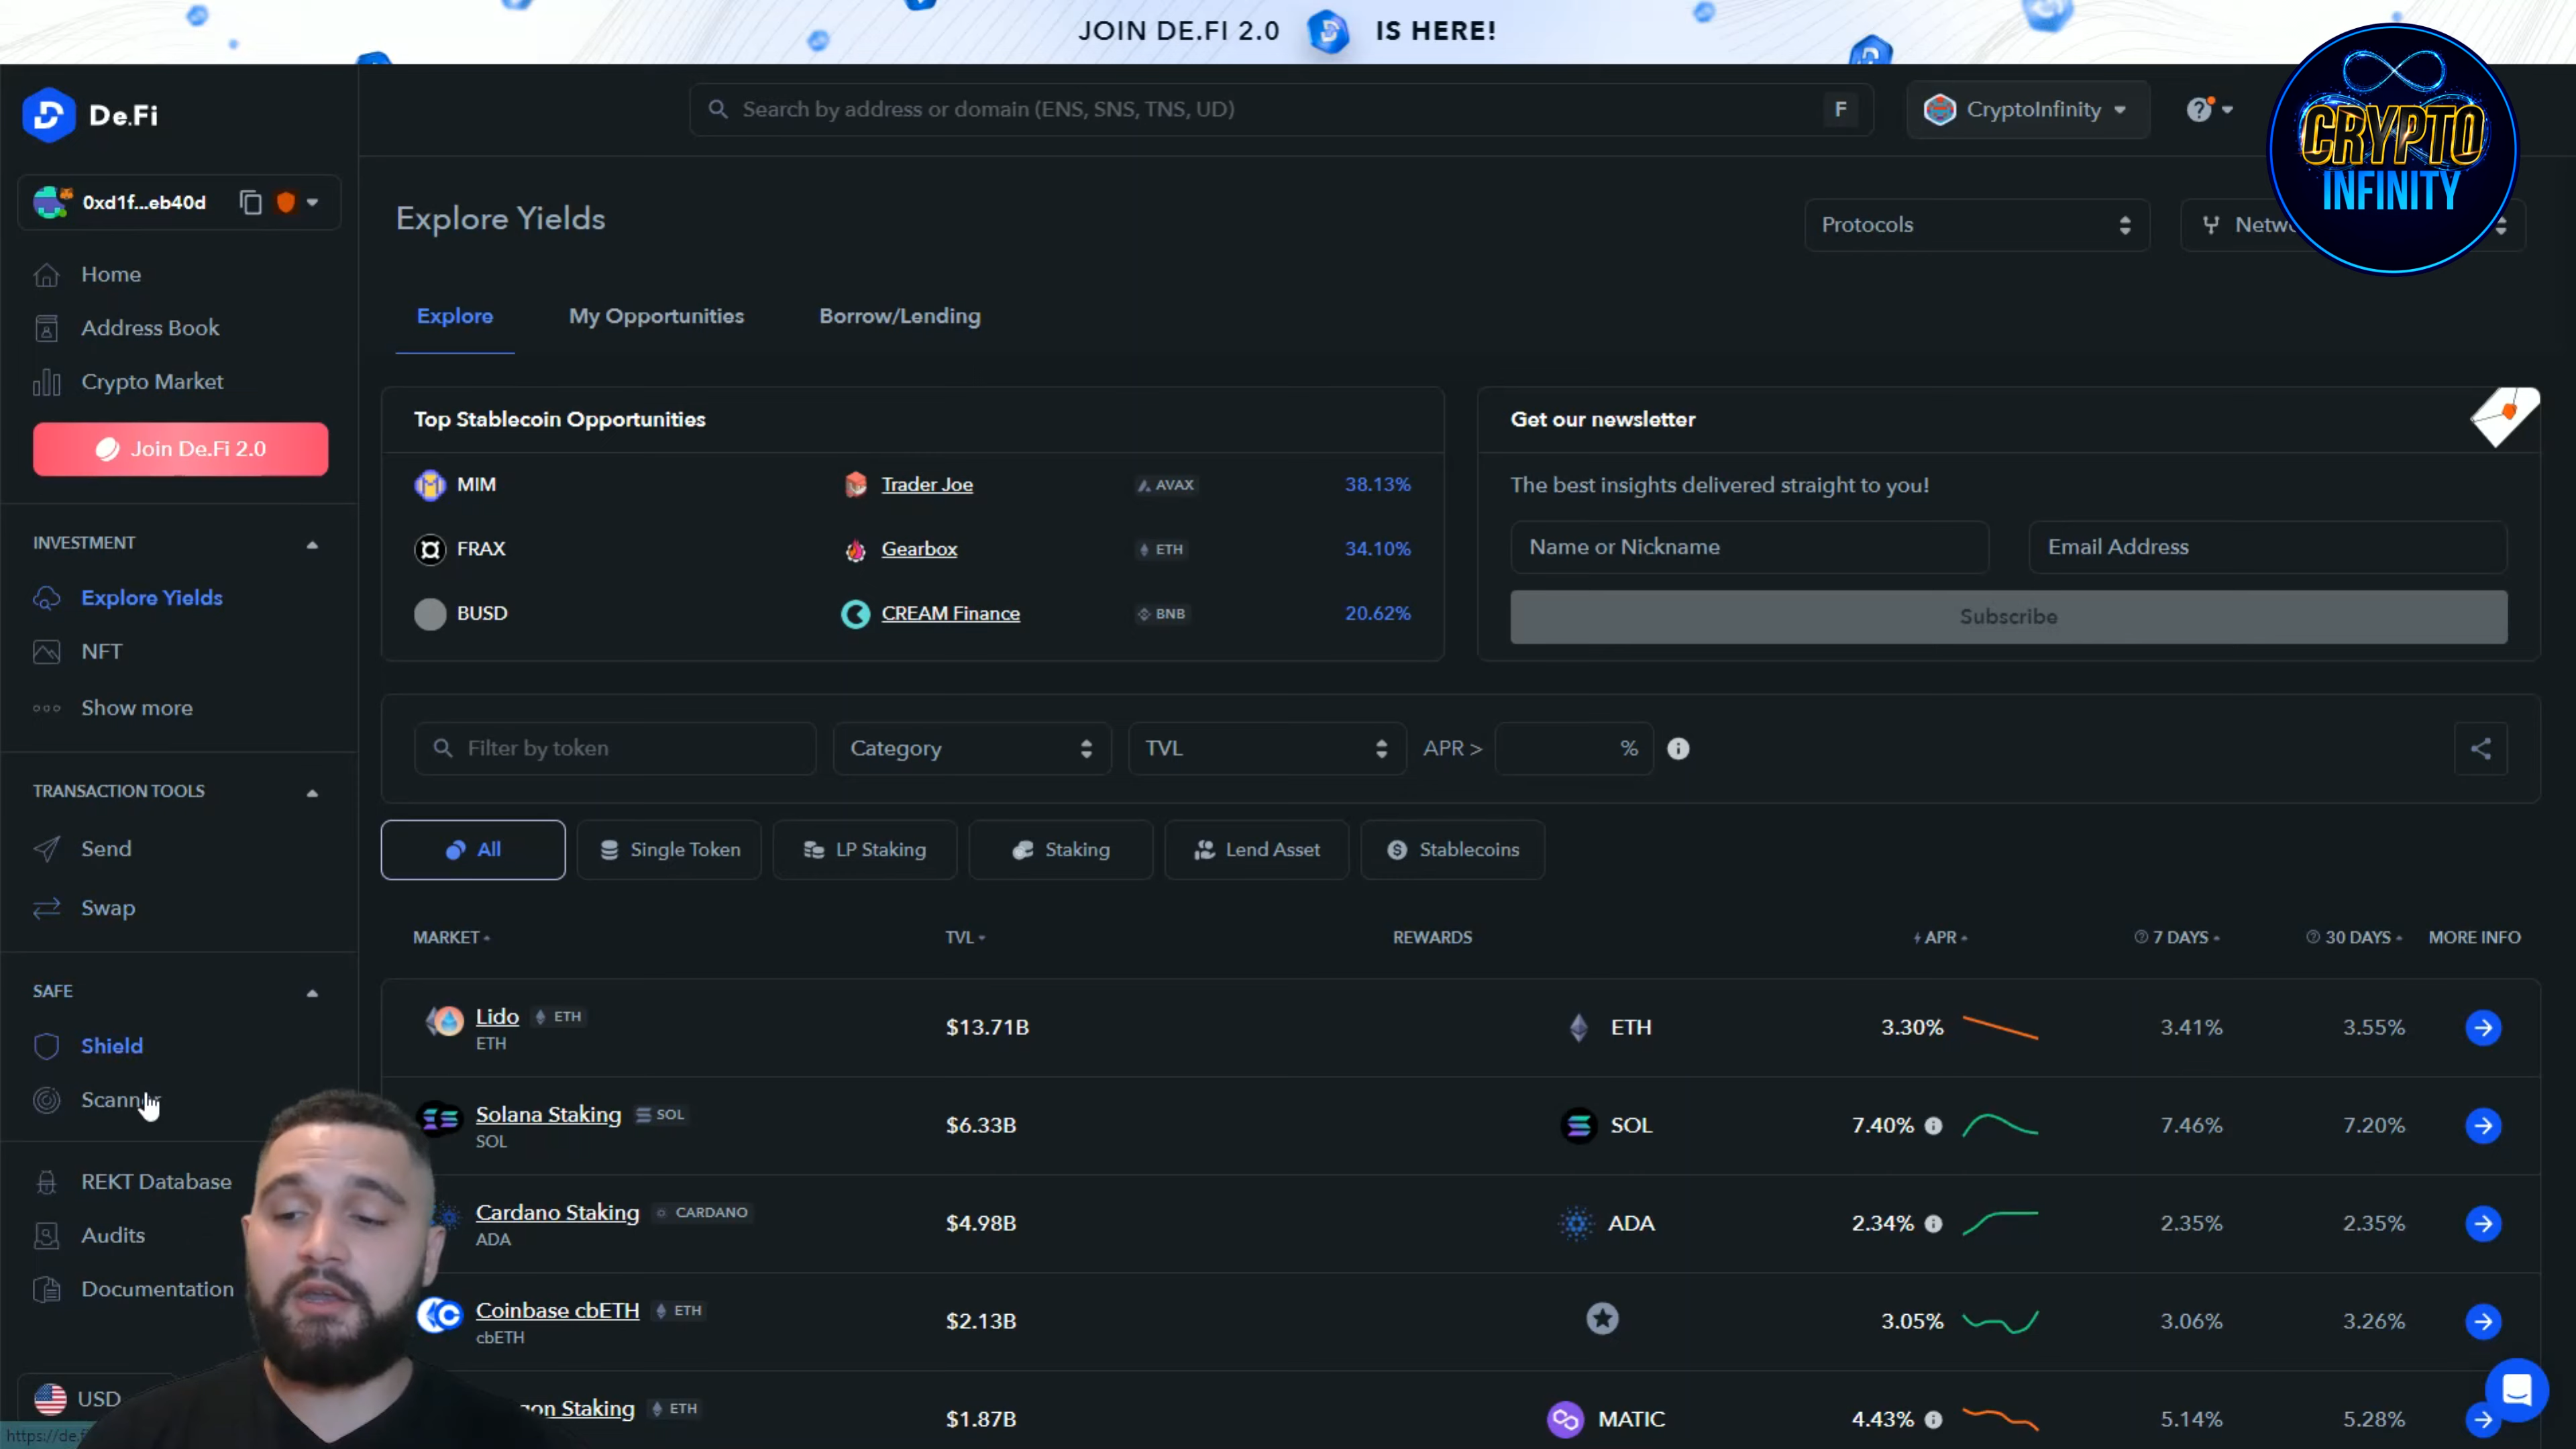 JOIN DE.FI 2.0 IS HERE!
De.Fi
Search by address or domain (ENS, SNS, TNS, UD) F
CryptoInfinity
CRYPTO
INFINITY
0xd1f...eb40d
Home
Address Book
Crypto Market
Join De.Fi 2.0
INVESTMENT
Explore Yields
NFT
Show more
TRANSACTION TOOLS
Send
Swap
SAFE
Shield
Scanner
REKT Database
Audits
Documentation
USD
Explore Yields
Protocols
Explore My Opportunities Borrow/Lending
Top Stablecoin Opportunities
MIM Trader Joe AVAX 38.13%
FRAX Gearbox ETH 34.10%
BUSD CREAM Finance BNB 20.62%
Get our newsletter
The best insights delivered straight to you!
Name or Nickname Email Address
Subscribe
Filter by token Category TVL APR > %
All Single Token LP Staking Staking Lend Asset Stablecoins
MARKET TVL REWARDS APR 7 DAYS 30 DAYS MORE INFO
Lido ETH $13.71B ETH 3.30% 3.41% 3.55%
ETH
Solana Staking SOL $6.33B SOL 7.40% 7.46% 7.20%
SOL
Cardano Staking CARDANO $4.98B ADA 2.34% 2.35% 2.35%
ADA
Coinbase cbETH ETH $2.13B 3.05% 3.06% 3.26%
cbETH
Staking ETH $1.87B MATIC 4.43% 5.14% 5.28%